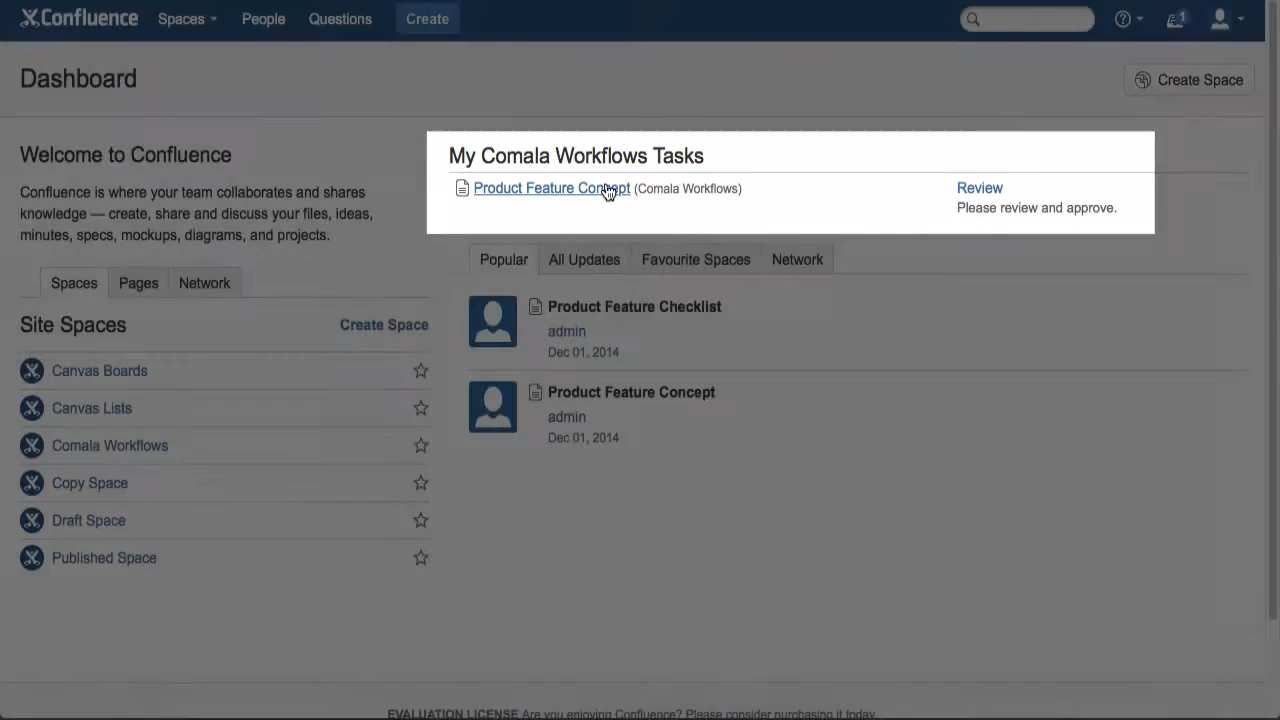 Confluence Spaces People Questions Create 1
Dashboard
Create Space
Welcome to Confluence
Confluence is where your team collaborates and shares
knowledge — create, share and discuss your files, ideas,
minutes, specs, mockups, diagrams, and projects.
Spaces Pages Network
Site Spaces Create Space
Canvas Boards
Canvas Lists
Comala Workflows
Copy Space
Draft Space
Published Space
My Comala Workflows Tasks
Product Feature Concept (Comala Workflows) Review
Please review and approve.
Popular All Updates Favourite Spaces Network
Product Feature Checklist
admin
Dec 01, 2014
Product Feature Concept
admin
Dec 01, 2014
EVALUATION LICENSE Are you enjoying Confluence? Please consider purchasing it today.